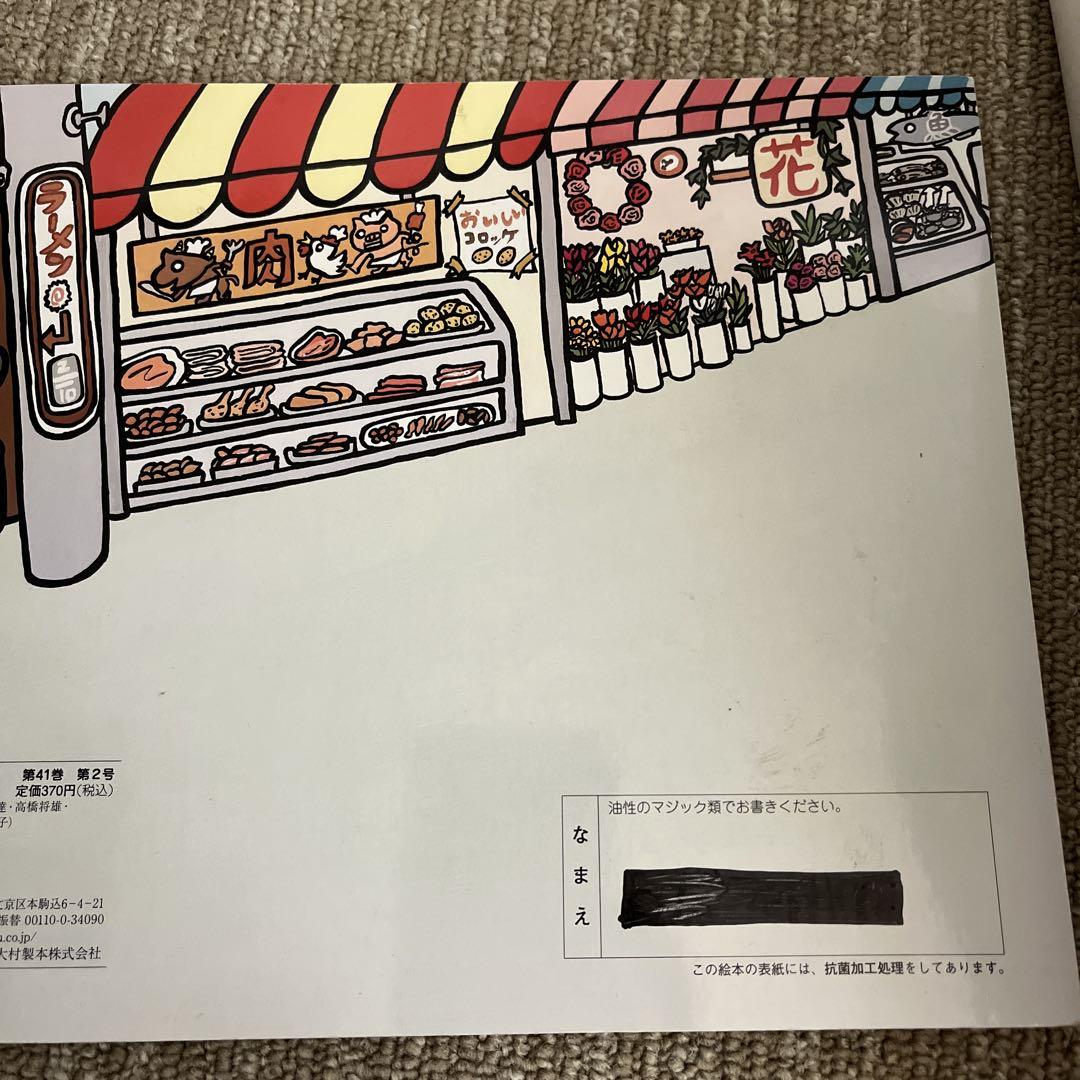 ラーメン
肉
おいしい
コロッケ
花
魚
第41巻 第2号
定価370円(税込)
達・高橋将雄・
子)
文京区本駒込6-4-21
振替 00110-0-34090
.co.jp/
大村製本株式会社
油性のマジック類でお書きください。
なまえ
この絵本の表紙には、抗菌加工処理をしてあります。